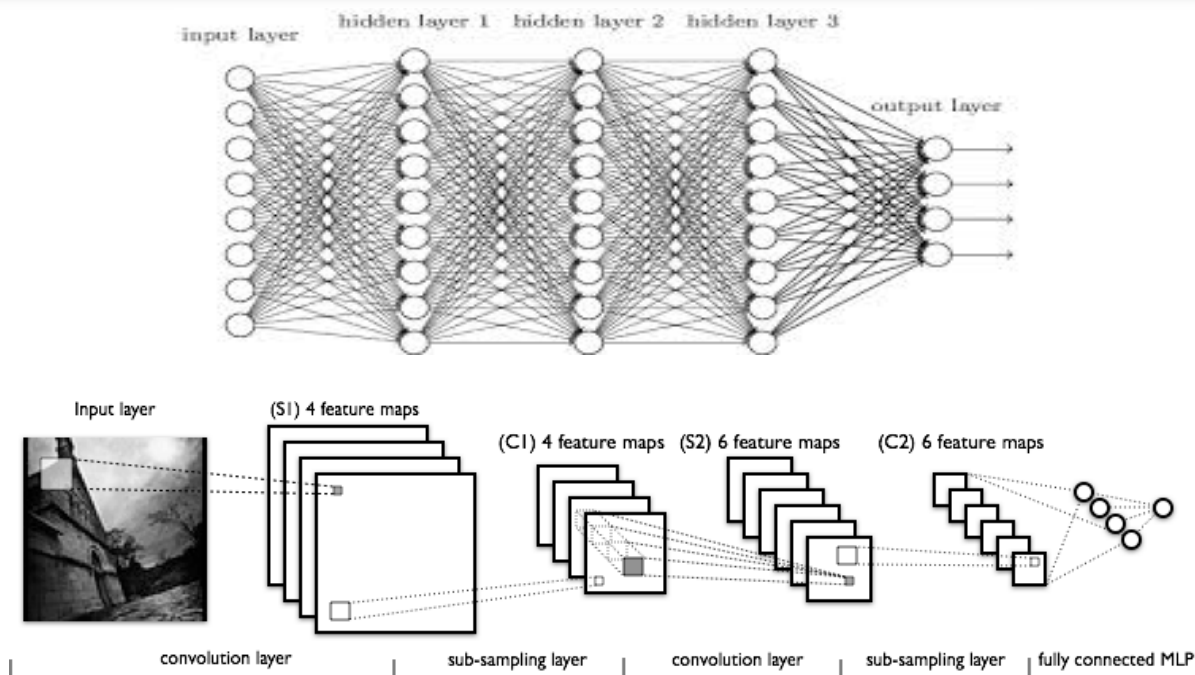 input layer
hidden layer 1 hidden layer 2 hidden layer 3
output layer
Input layer
(S1) 4 feature maps
(C1) 4 feature maps
(S2) 6 feature maps
(C2) 6 feature maps
convolution layer
sub-sampling layer
convolution layer
sub-sampling layer
fully connected MLP